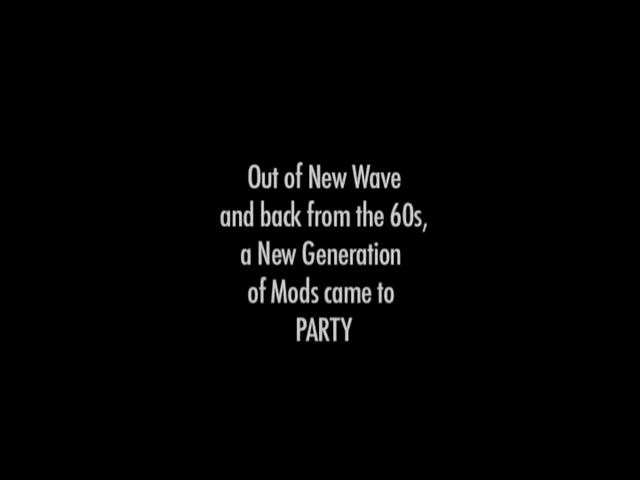 Out of New Wave
and back from the 60s,
a New Generation
of Mods came to
PARTY